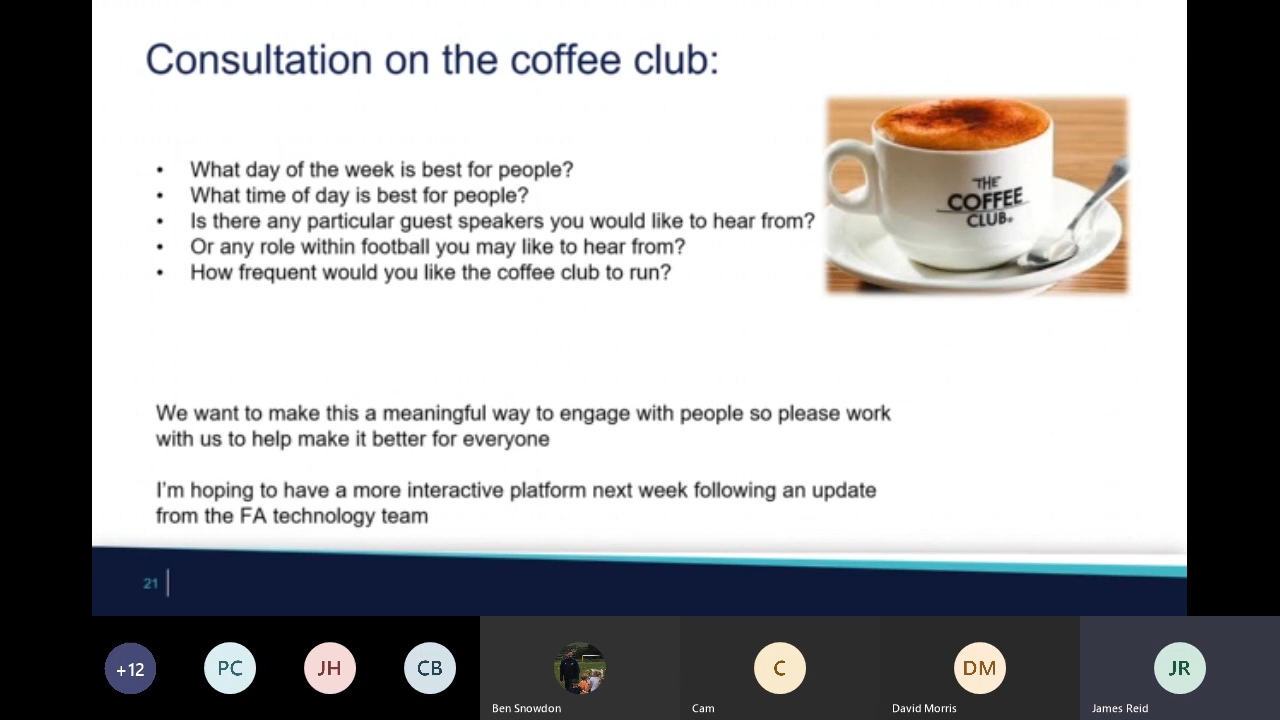 Consultation on the coffee club:
• What day of the week is best for people?
• What time of day is best for people?
• Is there any particular guest speakers you would like to hear from?
• Or any role within football you may like to hear from?
• How frequent would you like the coffee club to run?
THE
COFFEE
CLUB.
We want to make this a meaningful way to engage with people so please work
with us to help make it better for everyone
I'm hoping to have a more interactive platform next week following an update
from the FA technology team
21
+12
PC
JH
CB
C
DM
JR
Ben Snowdon
Cam
David Morris
James Reid